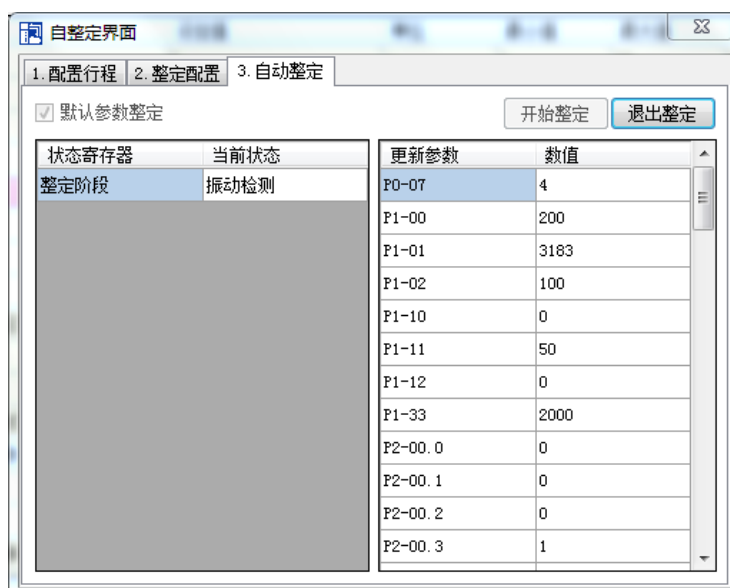 自整定界面
1.配置行程 2.整定配置 3.自动整定
默认参数整定 开始整定 退出整定
状态寄存器 当前状态 更新参数 数值
整定阶段 振动检测 P0-07 4
P1-00 200
P1-01 3183
P1-02 100
P1-10 0
P1-11 50
P1-12 0
P1-33 2000
P2-00.0 0
P2-00.1 0
P2-00.2 0
P2-00.3 1